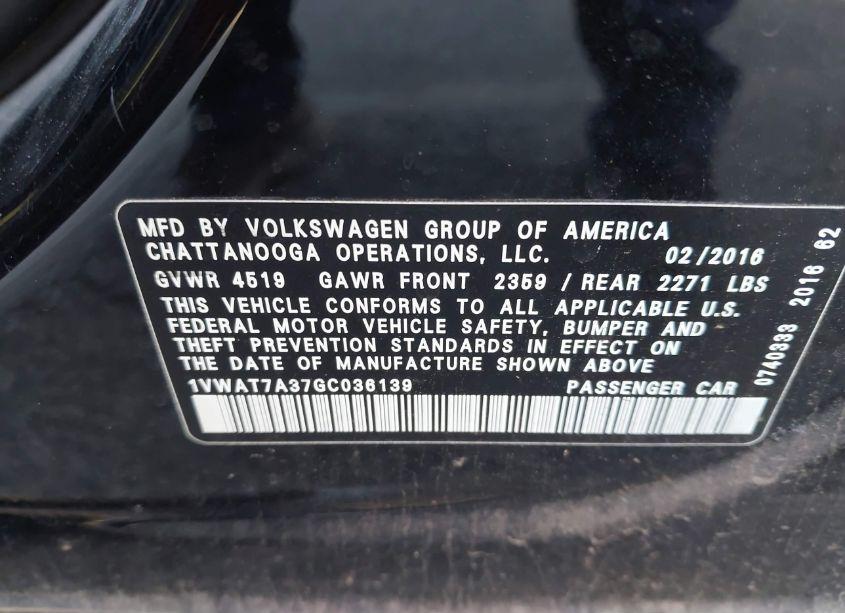 MFD BY VOLKSWAGEN GROUP OF AMERICA
CHATTANOOGA OPERATIONS, LLC. 02/2016
GVWR 4519 GAWR FRONT 2359 / REAR 2271 LBS
THIS VEHICLE CONFORMS TO ALL APPLICABLE U.S.
FEDERAL MOTOR VEHICLE SAFETY, BUMPER AND
THEFT PREVENTION STANDARDS IN EFFECT ON
THE DATE OF MANUFACTURE SHOWN ABOVE
1VWAT7A37GC036139 PASSENGER CAR
0740333 2016 62